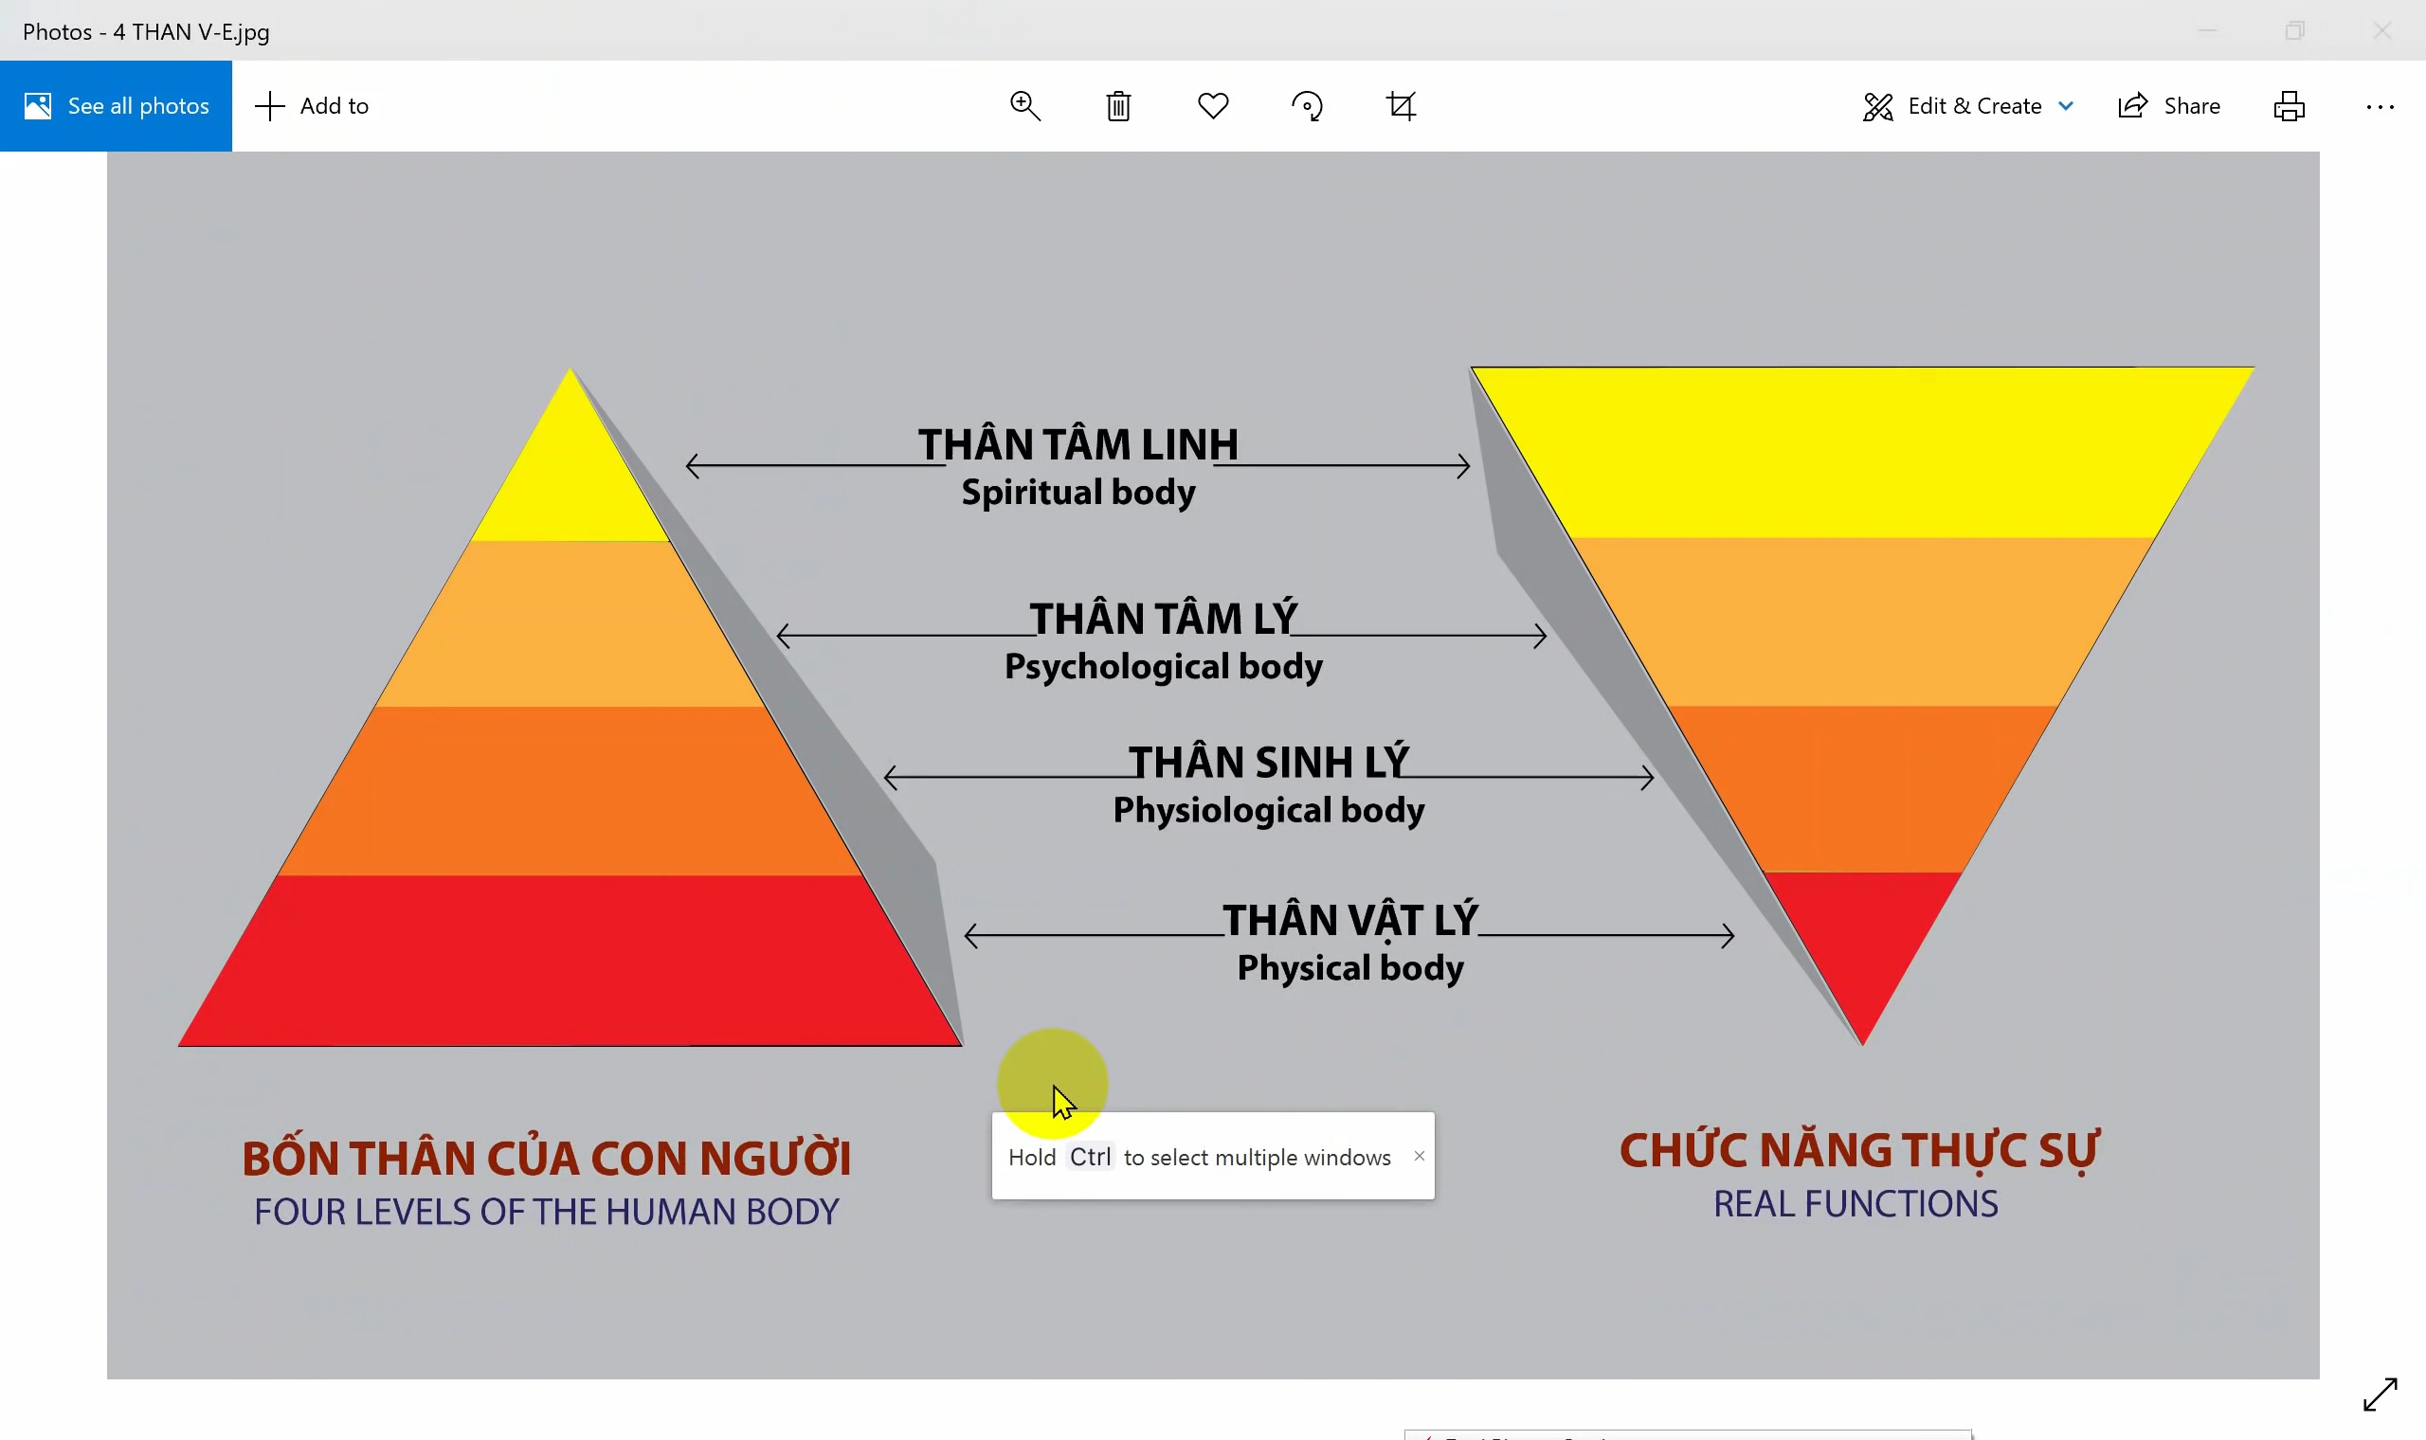 Photos - 4 THAN V-E.jpg
See all photos
Add to
Edit & Create
Share
THÂN TÂM LINH
Spiritual body
THÂN TÂM LÝ
Psychological body
THÂN SINH LÝ
Physiological body
THÂN VẬT LÝ
Physical body
Hold Ctrl to select multiple windows
BỐN THÂN CỦA CON NGƯỜI
FOUR LEVELS OF THE HUMAN BODY
CHỨC NĂNG THỰC SỰ
REAL FUNCTIONS